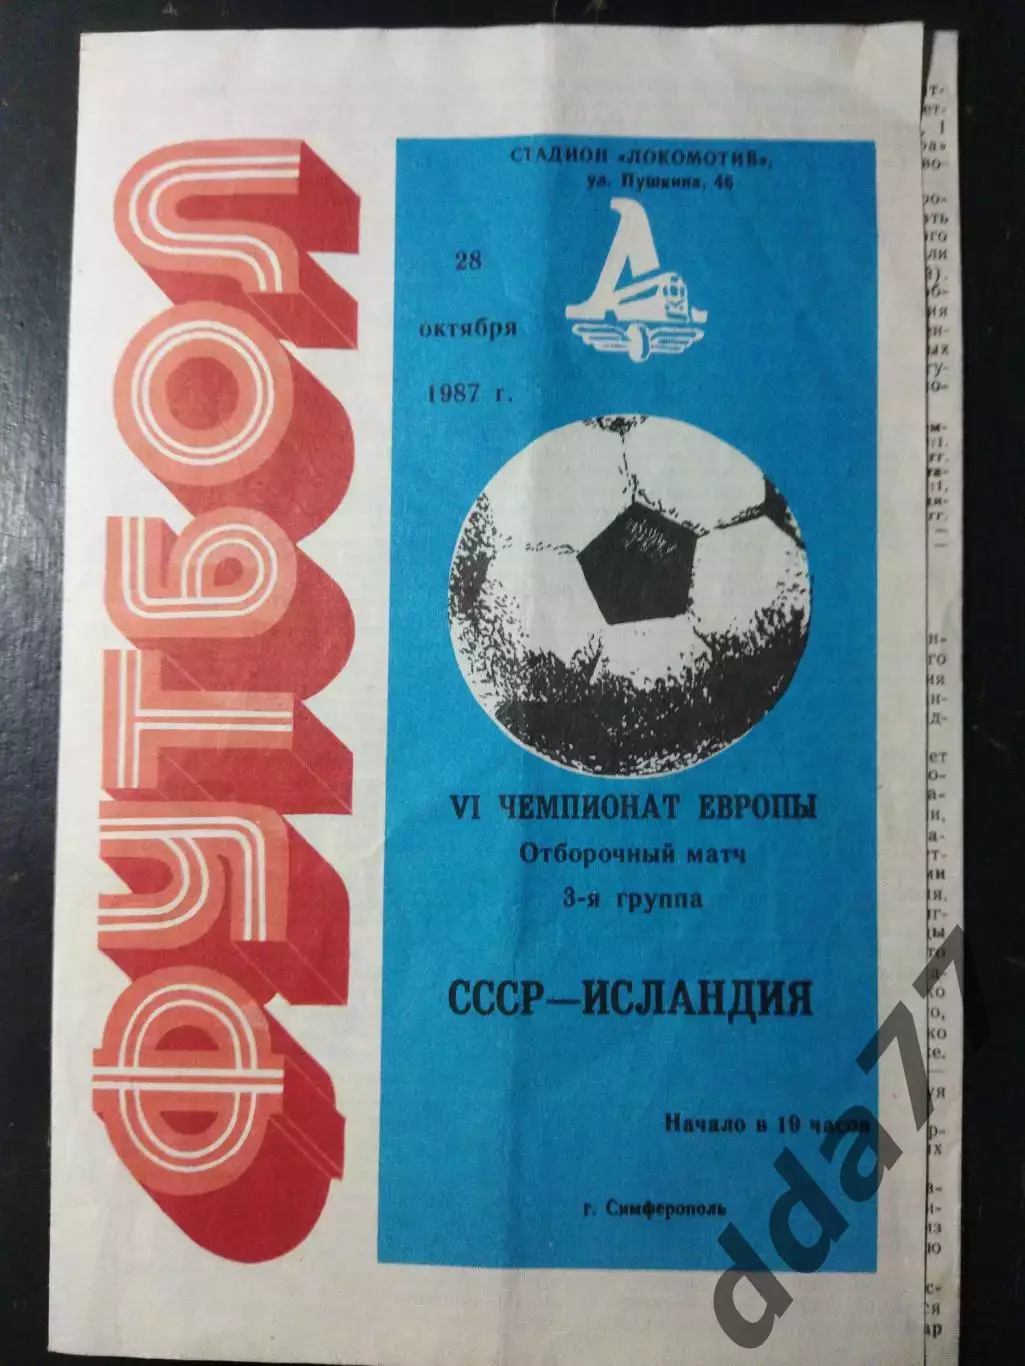 ФУТБОЛ
СТАДИОН «ЛОКОМОТИВ»,
ул. Пушкина, 46
28
октября
1987 г.
VI ЧЕМПИОНАТ ЕВРОПЫ
Отборочный матч
3-я группа
СССР—ИСЛАНДИЯ
Начало в 19 часов
г. Симферополь
dda77